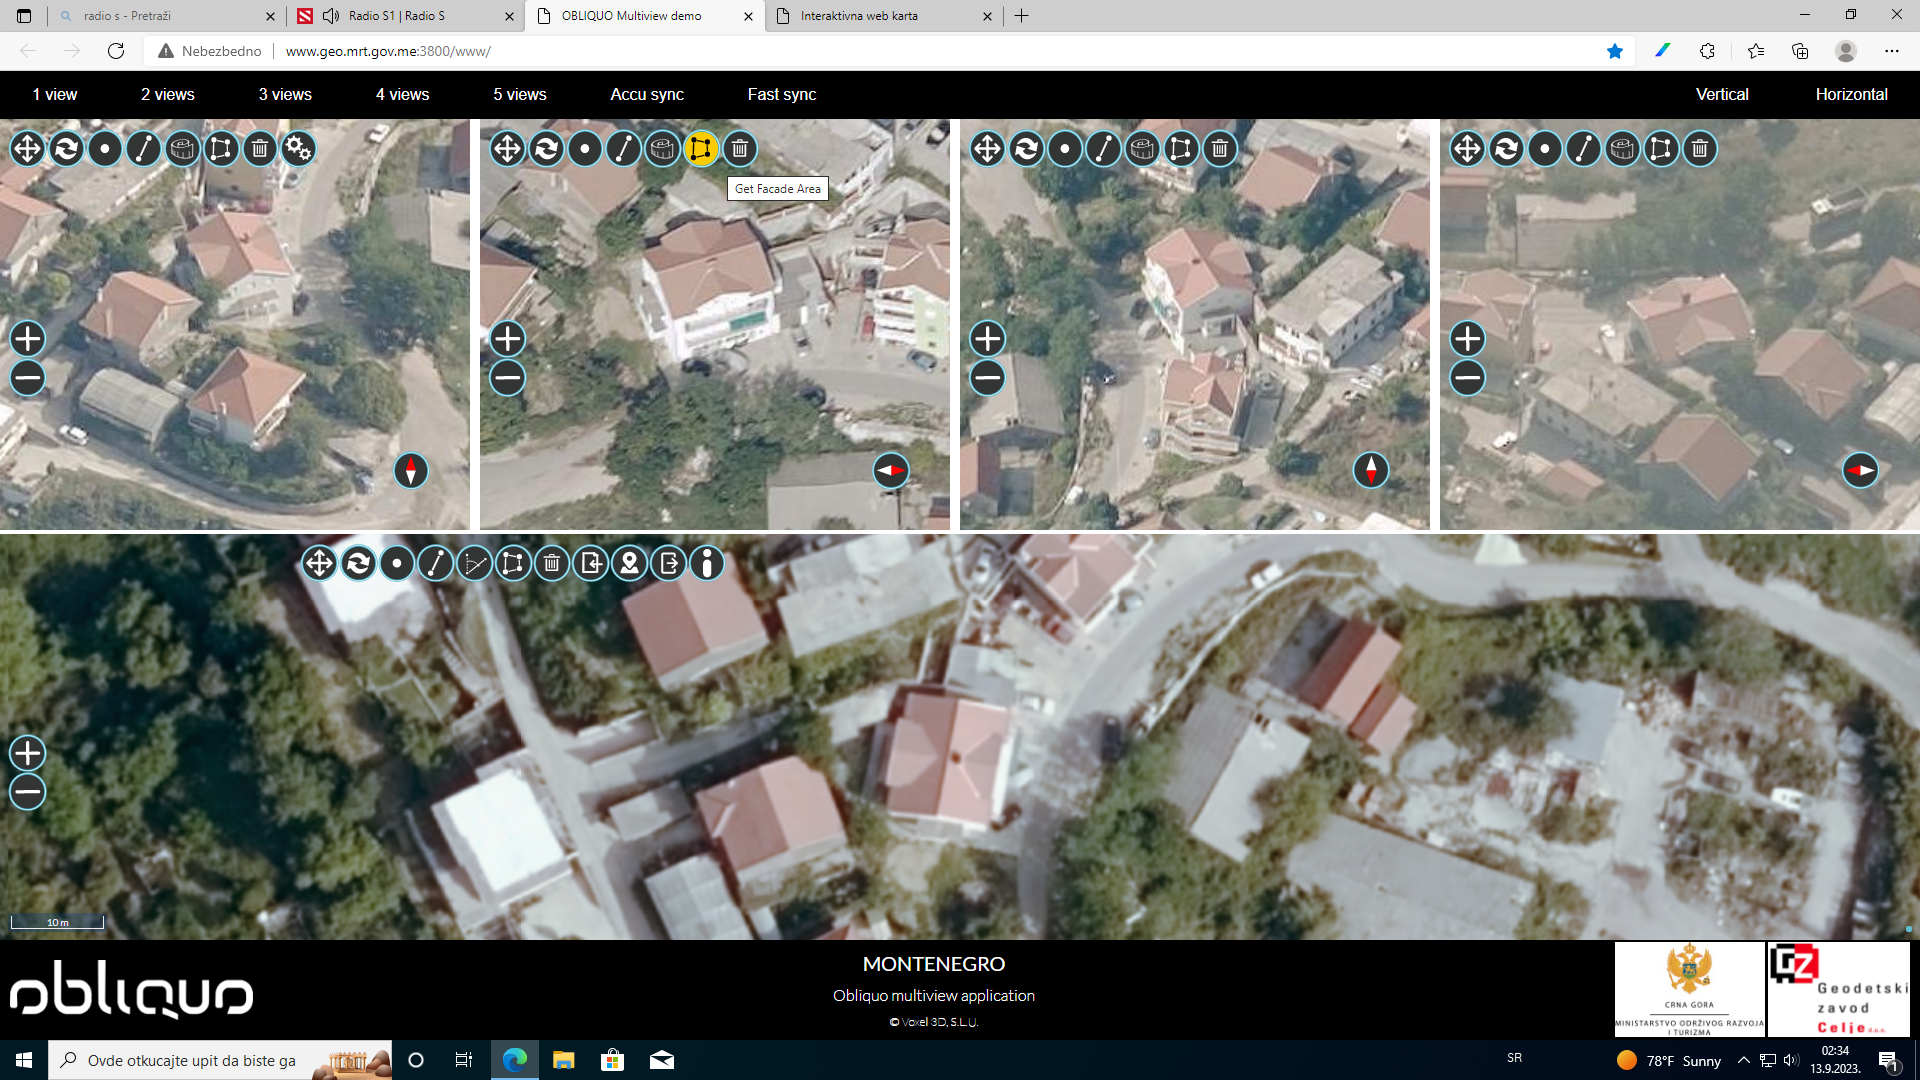 radio s - Pretraži
Radio S1 | Radio S
OBLIQUO Multiview demo
Interaktivna web karta
Nebezbedno
www.geo.mrt.gov.me:3800/www/
1 view
2 views
3 views
4 views
5 views
Accu sync
Fast sync
Vertical
Horizontal
Get Facade Area
10 m
obliquo
MONTENEGRO
Obliquo multiview application
© Voxel 3D, S.L.U.
CRNA GORA
MINISTARSTVO ODRŽIVOG RAZVOJA
I TURIZMA
GZ
Geodetski
zavod
Celje d.o.o.
Ovde otkucajte upit da biste ga
SR
78°F Sunny
02:34
13.9.2023.
1